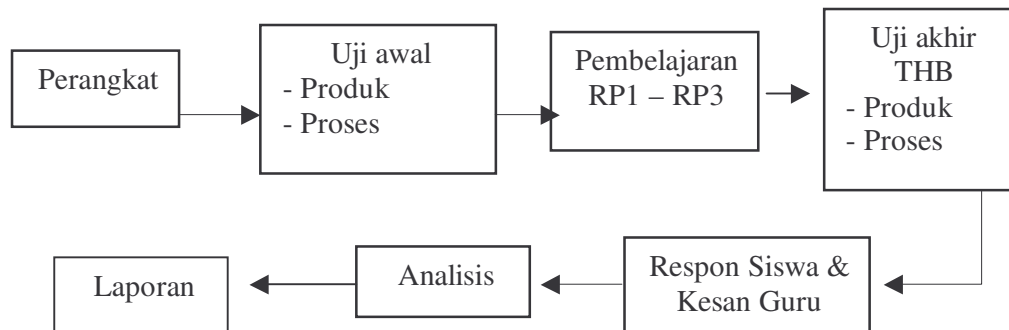 Perangkat
Uji awal
- Produk
- Proses
Pembelajaran
RP1 – RP3
Uji akhir
THB
- Produk
- Proses
Respon Siswa &
Kesan Guru
Analisis
Laporan